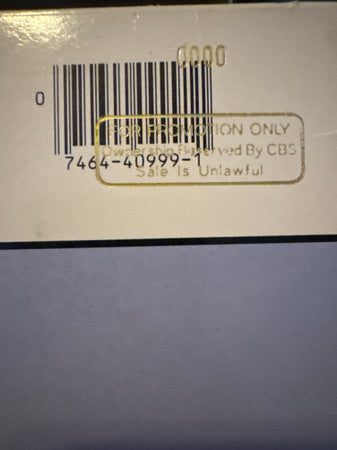 0000
0
FOR PROMOTION ONLY
Ownership Reserved By CBS
7464-40999-1
Sale Is Unlawful